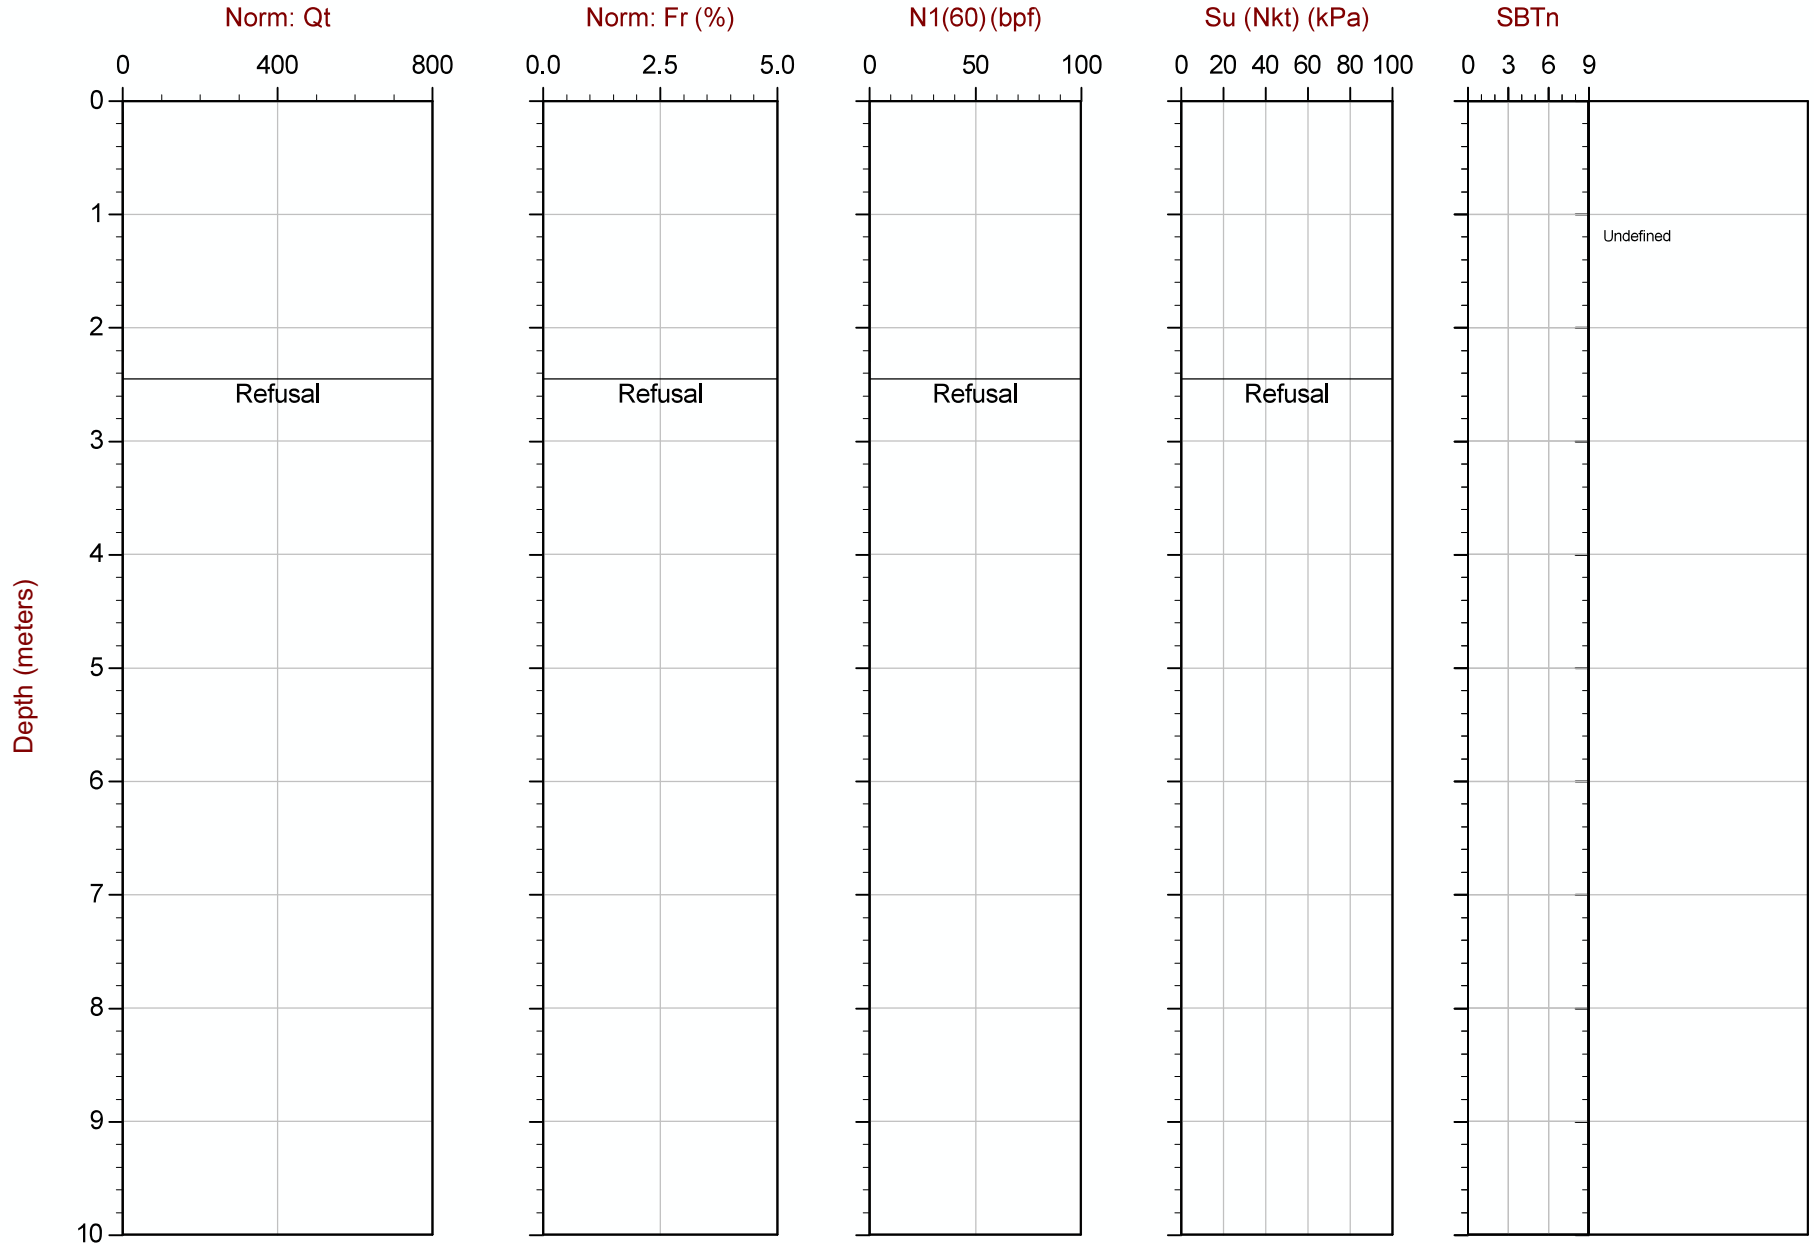 Norm: Qt Norm: Fr (%) N1(60) (bpf) Su (Nkt) (kPa) SBTn
0 400 800 0.0 2.5 5.0 0 50 100 0 20 40 60 80 100 0 3 6 9
0
1
Undefined
2
Refusal Refusal Refusal Refusal
3
4
Depth (meters)
5
6
7
8
9
10